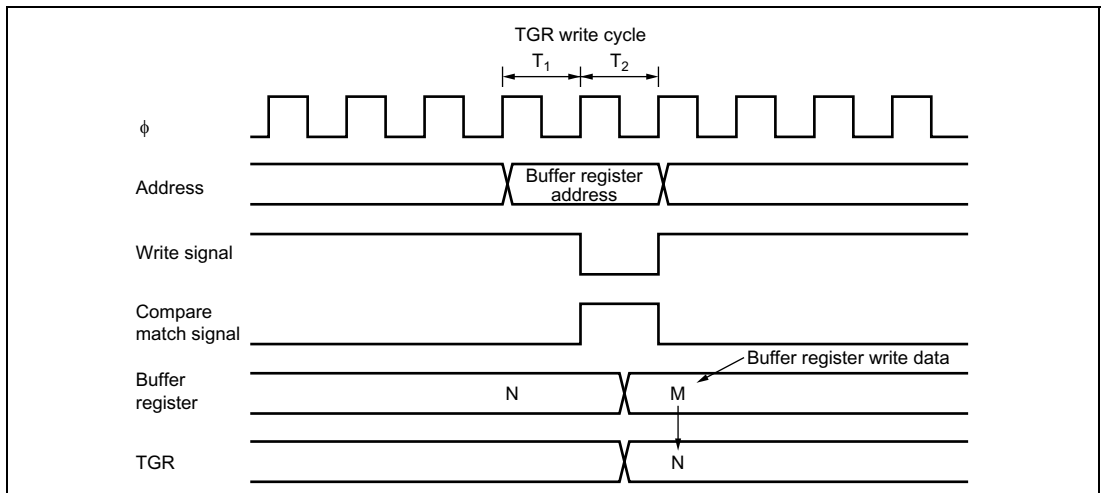 TGR write cycle
T₁ T₂
ϕ
Address
Buffer register
address
Write signal
Compare
match signal
Buffer register write data
Buffer
register
N M
TGR
N